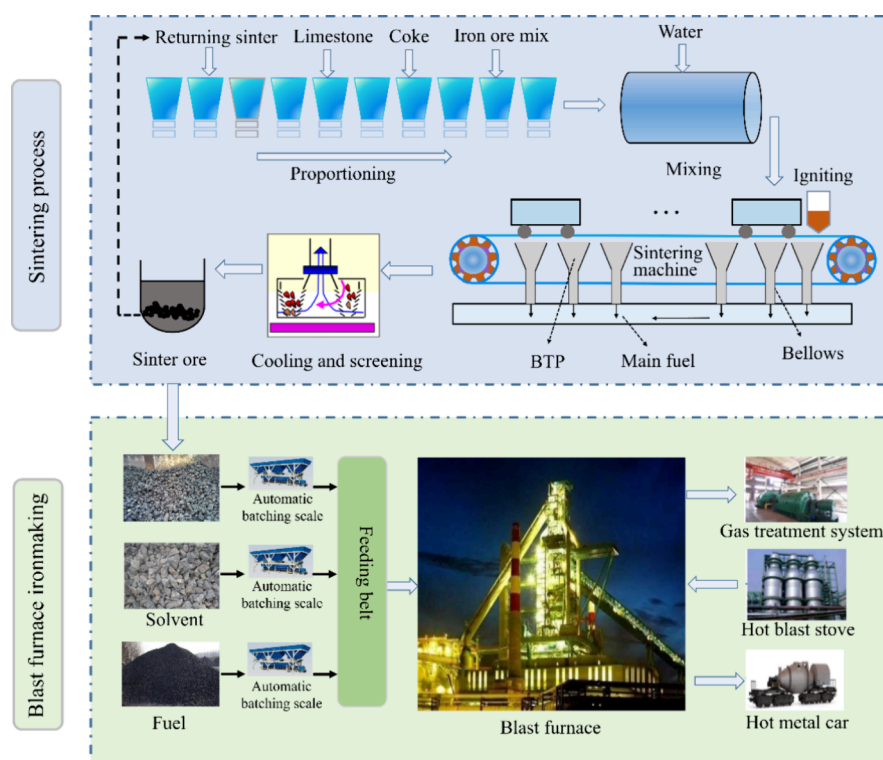 Sintering process
Returning sinter
Limestone
Coke
Iron ore mix
Water
Proportioning
Mixing
Igniting
Sintering
machine
Sinter ore
Cooling and screening
BTP
Main fuel
Bellows
Blast furnace ironmaking
Automatic
batching scale
Solvent
Automatic
batching scale
Fuel
Automatic
batching scale
Feeding belt
Blast furnace
Gas treatment system
Hot blast stove
Hot metal car